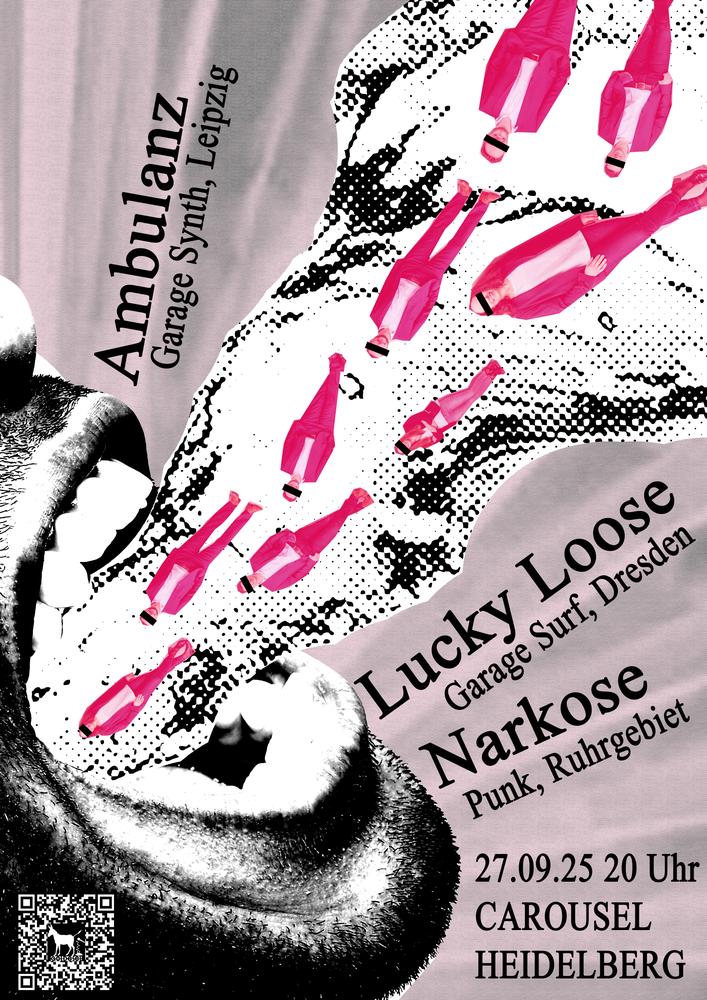 Ambulanz
Garage Synth, Leipzig
Lucky Loose
Garage Surf, Dresden
Narkose
Punk, Ruhrgebiet
27.09.25 20 Uhr
CAROUSEL
HEIDELBERG